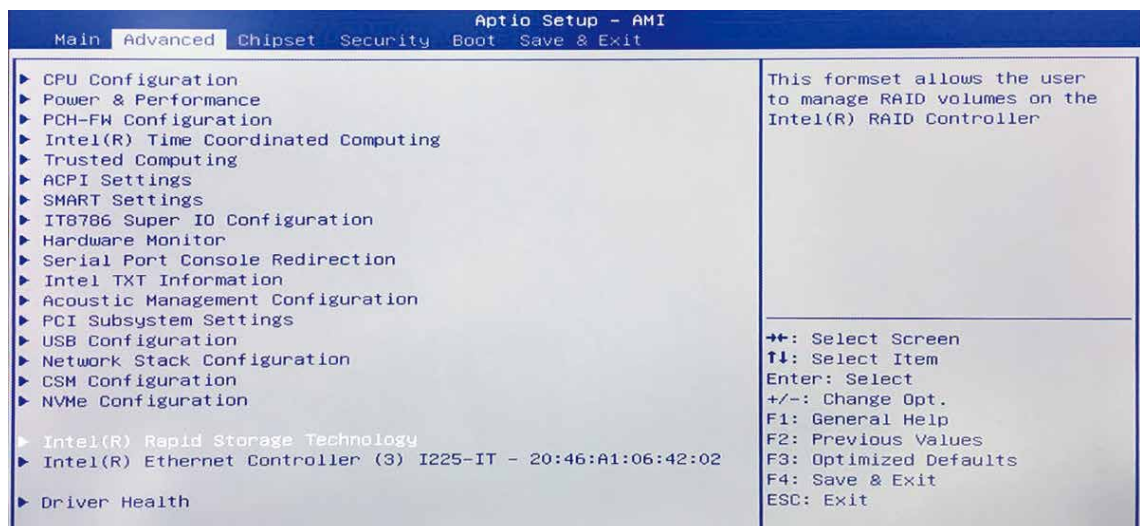 Aptio Setup - AMI
Main Advanced Chipset Security Boot Save & Exit
▶ CPU Configuration
▶ Power & Performance
▶ PCH-FW Configuration
▶ Intel(R) Time Coordinated Computing
▶ Trusted Computing
▶ ACPI Settings
▶ SMART Settings
▶ IT8786 Super IO Configuration
▶ Hardware Monitor
▶ Serial Port Console Redirection
▶ Intel TXT Information
▶ Acoustic Management Configuration
▶ PCI Subsystem Settings
▶ USB Configuration
▶ Network Stack Configuration
▶ CSM Configuration
▶ NVMe Configuration
▶ Intel(R) Rapid Storage Technology
▶ Intel(R) Ethernet Controller (3) I225-IT - 20:46:A1:06:42:02
▶ Driver Health
This formset allows the user
to manage RAID volumes on the
Intel(R) RAID Controller
→←: Select Screen
↑↓: Select Item
Enter: Select
+/-: Change Opt.
F1: General Help
F2: Previous Values
F3: Optimized Defaults
F4: Save & Exit
ESC: Exit